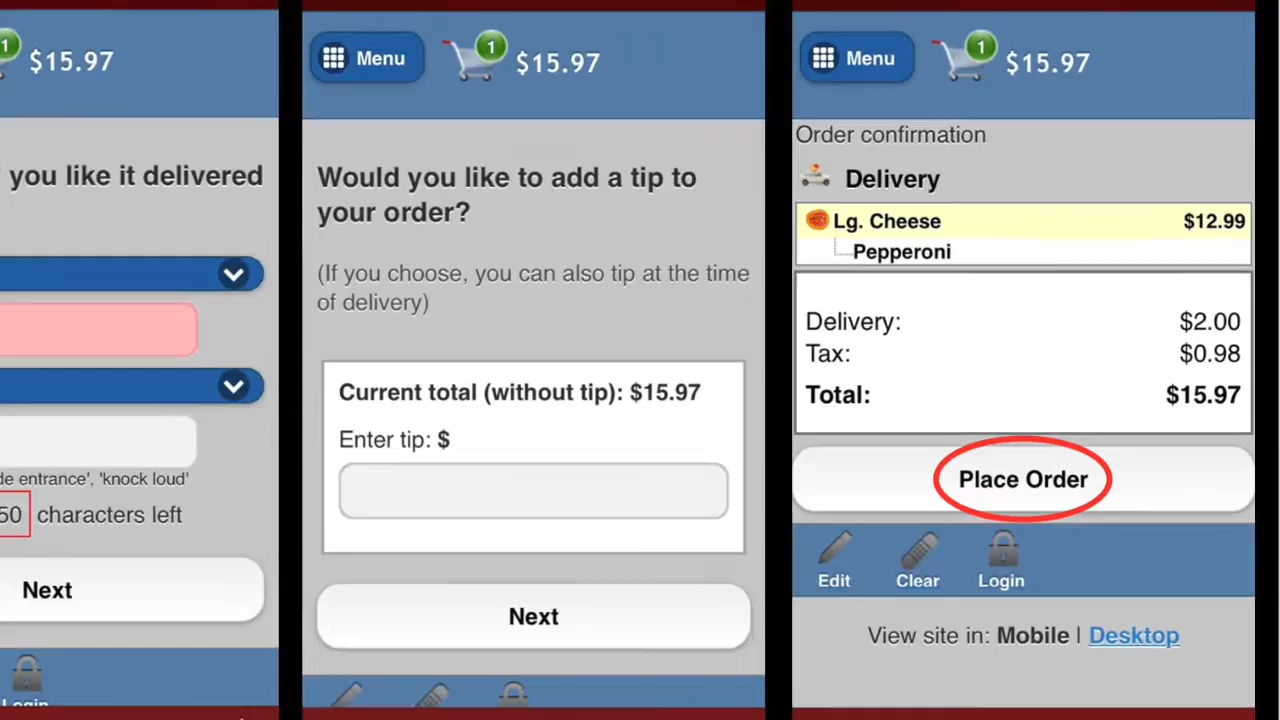 1
$15.97
you like it delivered
de entrance', 'knock loud'
50 characters left
Next
Login
Menu
1
$15.97
Would you like to add a tip to
your order?
(If you choose, you can also tip at the time
of delivery)
Current total (without tip): $15.97
Enter tip: $
Next
Menu
1
$15.97
Order confirmation
Delivery
Lg. Cheese $12.99
Pepperoni
Delivery: $2.00
Tax: $0.98
Total: $15.97
Place Order
Edit Clear Login
View site in: Mobile | Desktop